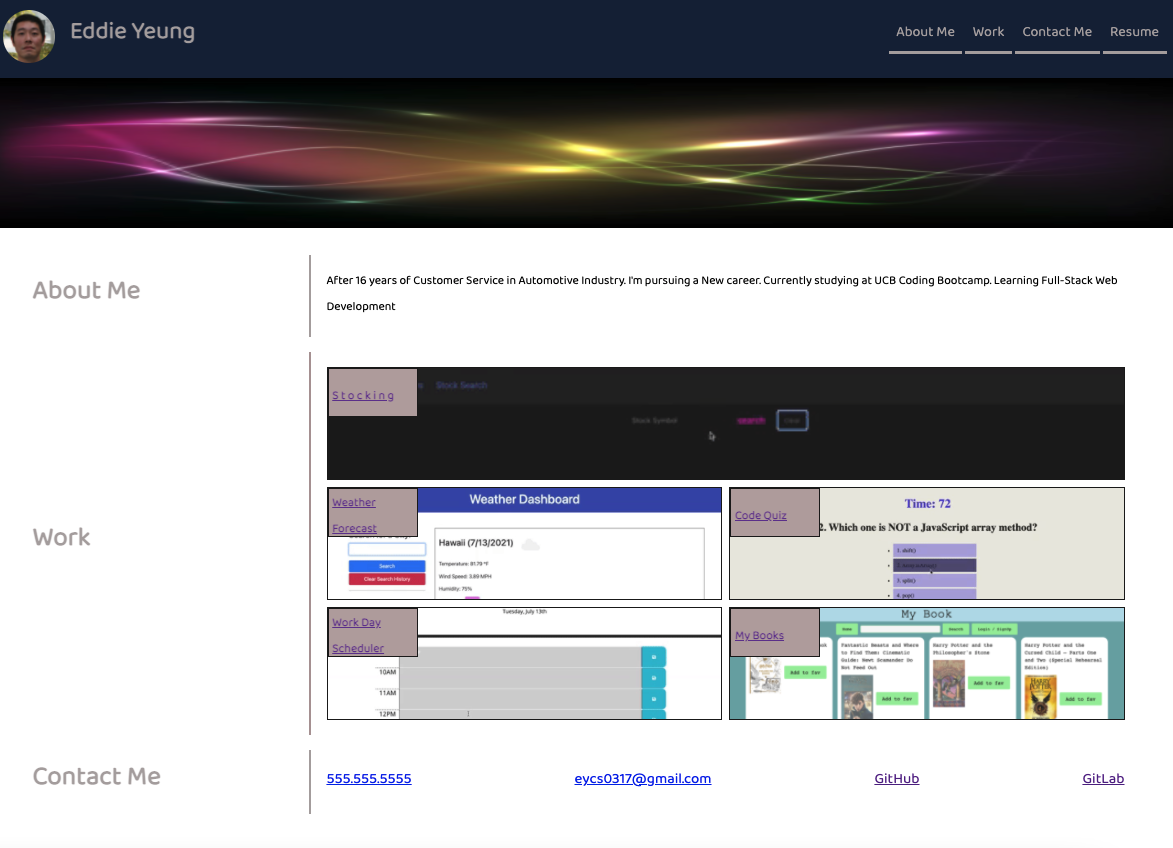 Eddie Yeung
About Me Work Contact Me Resume
About Me
After 16 years of Customer Service in Automotive Industry. I'm pursuing a New career. Currently studying at UCB Coding Bootcamp. Learning Full-Stack Web
Development
Work
Stocking
Stock Search
Stock Symbol search
Weather
Forecast
Weather Dashboard
Search
Clear Search History
Hawaii (7/13/2021)
Temperature: 81.79 °F
Wind Speed: 3.89 MPH
Humidity: 75%
Code Quiz
Time: 72
2. Which one is NOT a JavaScript array method?
1. shift()
3. split()
4. pop()
Work Day
Scheduler
Tuesday, July 13th
10AM
11AM
12PM
My Books
My Book
Home Search Login / SignUp
Add to fav
Fantastic Beasts and Where
to Find Them: Cinematic
Guide: Newt Scamander Do
Not Feed Out
Add to fav
Harry Potter and the
Philosopher's Stone
Add to fav
Harry Potter and the
Cursed Child – Parts One
and Two (Special Rehearsal
Edition)
HARRY
POTTER
Add to fav
Contact Me
555.555.5555 eycs0317@gmail.com GitHub GitLab